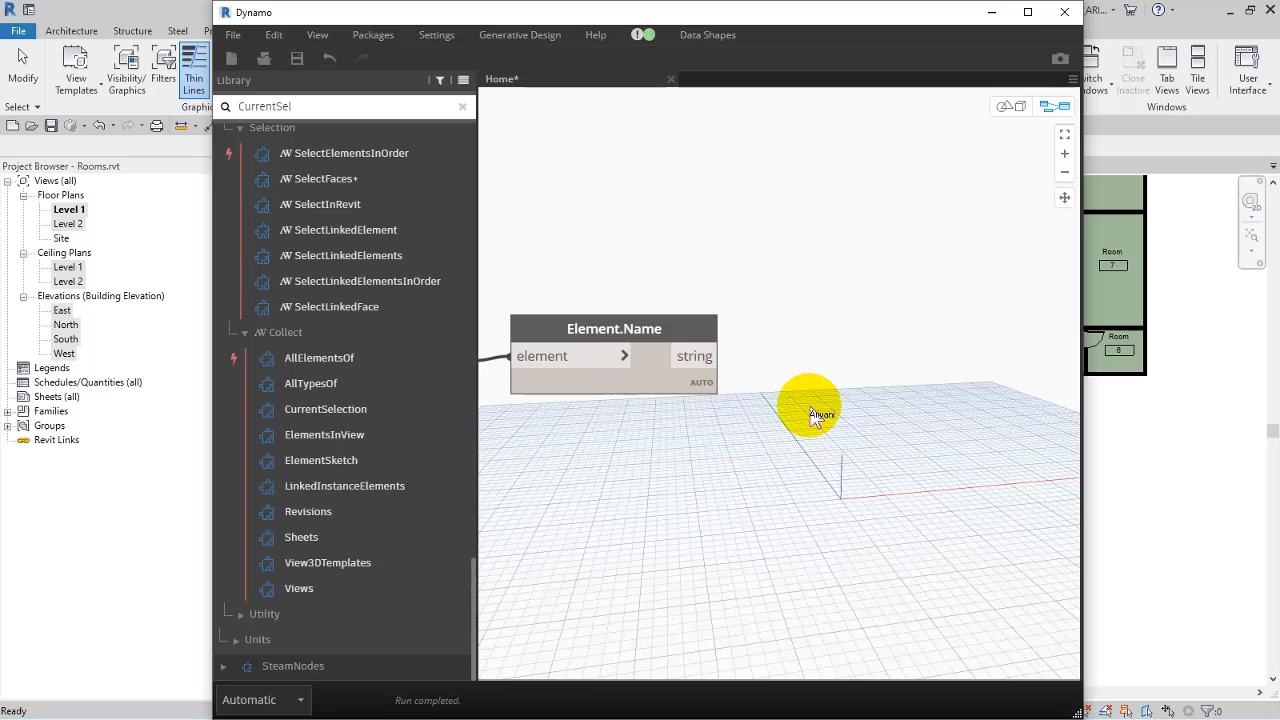 Dynamo
File Edit View Packages Settings Generative Design Help Data Shapes
Library
Home*
CurrentSel
Selection
SelectElementsInOrder
SelectFaces+
SelectInRevit
SelectLinkedElement
SelectLinkedElements
SelectLinkedElementsInOrder
SelectLinkedFace
Collect
AllElementsOf
AllTypesOf
CurrentSelection
ElementsInView
ElementSketch
LinkedInstanceElements
Revisions
Sheets
View3DTemplates
Views
Utility
Units
SteamNodes
Automatic
Run completed.
Element.Name
element > string
AUTO
File Architecture Structure Steel
Modify
View
Templates
Visibility/
Graphics
Filters
Thin
Lines
Select
Project Browser - Rooms.rvt
Views (all)
Floor Plans
Level 1
Level 2
Site
Ceiling Plans
Level 1
Level 2
Elevations (Building Elevation)
East
North
South
West
Legends
Schedules/Quantities (all)
Sheets (all)
Families
Groups
Revit Links
Ready
Close
Inactive
Tab
Views
Tile
Views
User
Windows
2D
Room
7
Room
6
:0